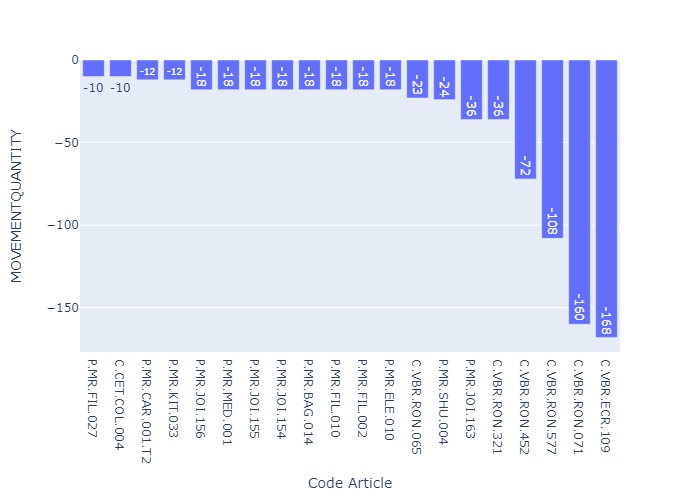 0
−50
−100
−150
MOVEMENTQUANTITY
-10
-10
-12
-12
-18
-18
-18
-18
-18
-18
-18
-18
-23
-24
-36
-36
-72
-108
-160
-168
P.MR.FIL.027
C.CET.COL.004
P.MR.CAR.001.T2
P.MR.KIT.033
P.MR.JOI.156
P.MR.MED.001
P.MR.JOI.155
P.MR.JOI.154
P.MR.BAG.014
P.MR.FIL.010
P.MR.FIL.002
P.MR.ELE.010
C.VBR.RON.065
P.MR.SHU.004
P.MR.JOI.163
C.VBR.RON.321
C.VBR.RON.452
C.VBR.RON.577
C.VBR.RON.071
C.VBR.ECR.109
Code Article